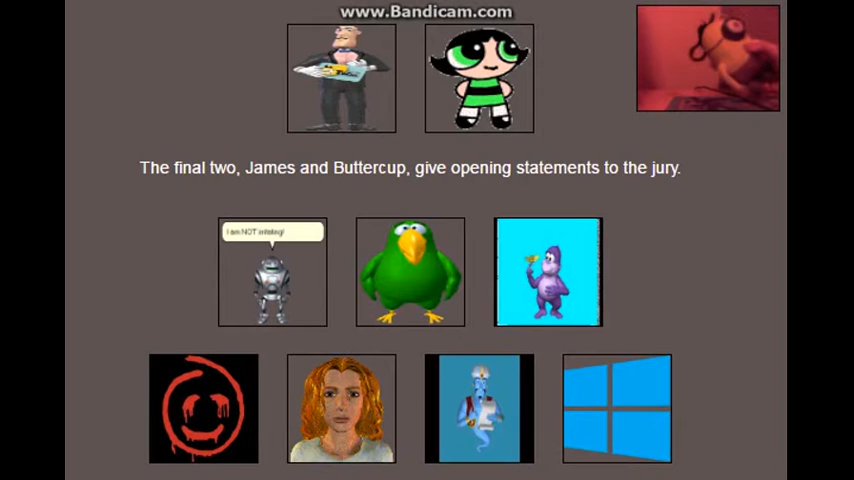 www.Bandicam.com
The final two, James and Buttercup, give opening statements to the jury.
I am NOT irritating!